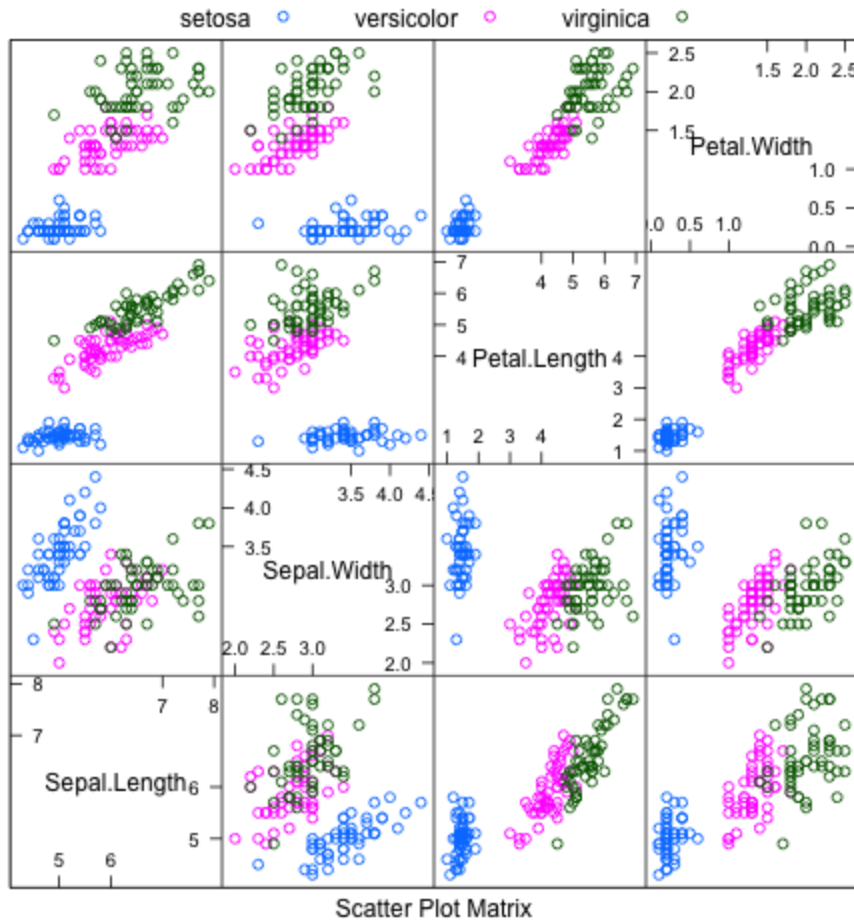 setosa versicolor virginica
1.5 2.0 2.5
2.5
2.0
1.5
Petal.Width
1.0
0.5
0.0
0.0 0.5 1.0
7
6
5
4
4 5 6 7
Petal.Length
4
3
2
1
1 2 3 4
4.5
4.0
3.5
3.5 4.0 4.5
Sepal.Width
3.0
2.5
2.0
2.0 2.5 3.0
8
7
7 8
Sepal.Length
6
5
5 6
Scatter Plot Matrix